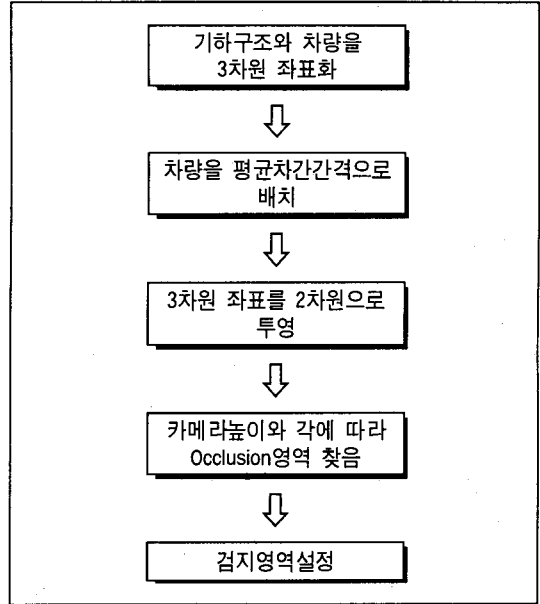 기하구조와 차량을
3차원 좌표화
차량을 평균차간간격으로
배치
3차원 좌표를 2차원으로
투영
카메라높이와 각에 따라
Occlusion영역 찾음
검지영역설정